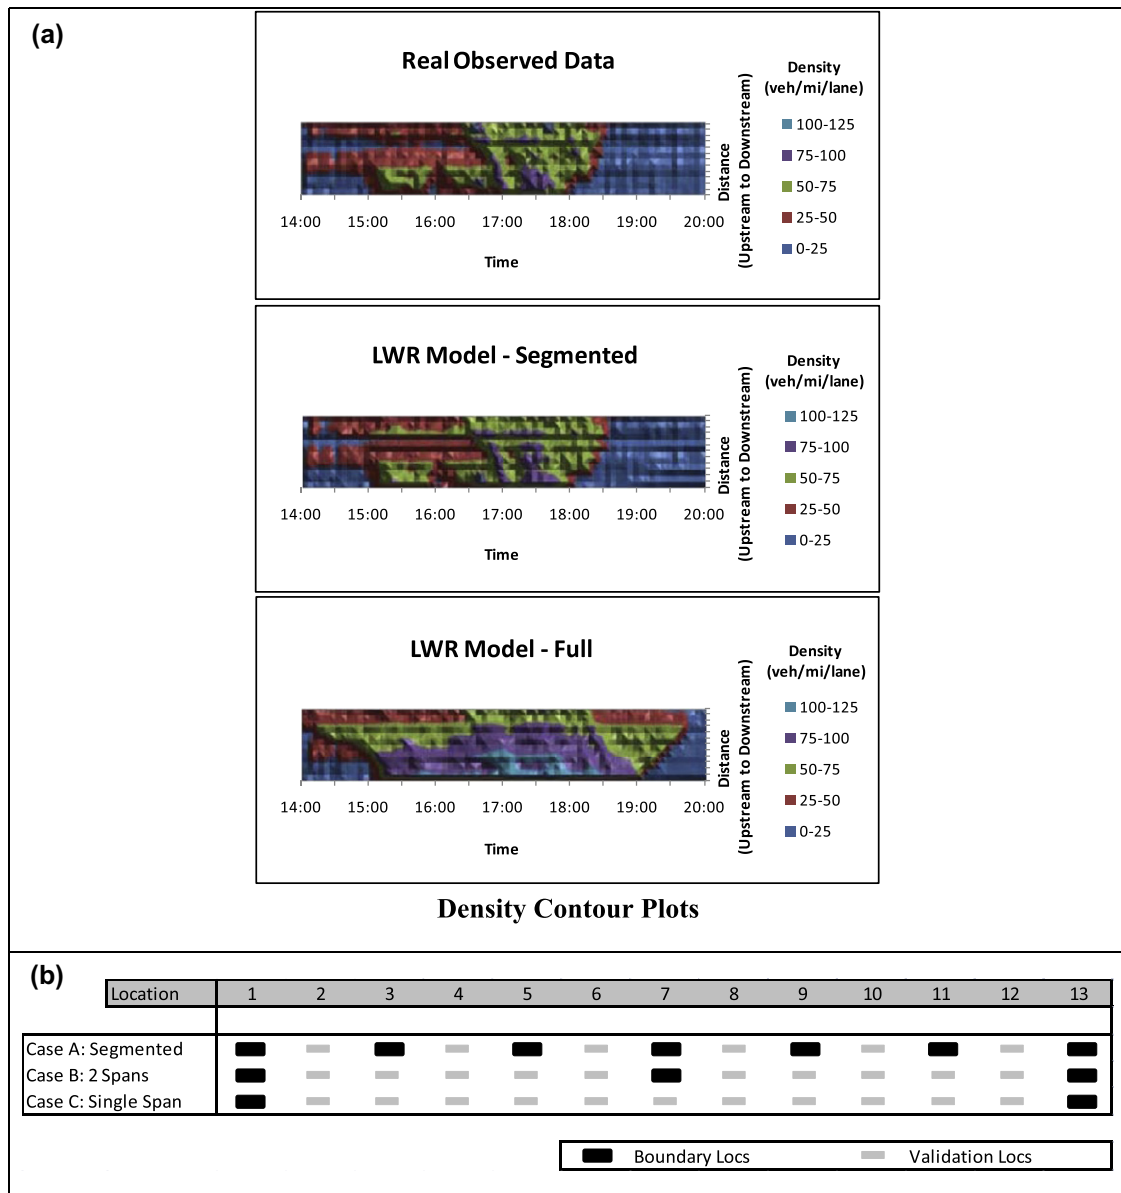 (a)
Real Observed Data
Density
(veh/mi/lane)
100-125
75-100
50-75
25-50
0-25
Distance
(Upstream to Downstream)
14:00 15:00 16:00 17:00 18:00 19:00 20:00
Time
LWR Model - Segmented
Density
(veh/mi/lane)
100-125
75-100
50-75
25-50
0-25
Distance
(Upstream to Downstream)
14:00 15:00 16:00 17:00 18:00 19:00 20:00
Time
LWR Model - Full
Density
(veh/mi/lane)
100-125
75-100
50-75
25-50
0-25
Distance
(Upstream to Downstream)
14:00 15:00 16:00 17:00 18:00 19:00 20:00
Time
Density Contour Plots
(b)
Location 1 2 3 4 5 6 7 8 9 10 11 12 13
Case A: Segmented
Case B: 2 Spans
Case C: Single Span
Boundary Locs Validation Locs